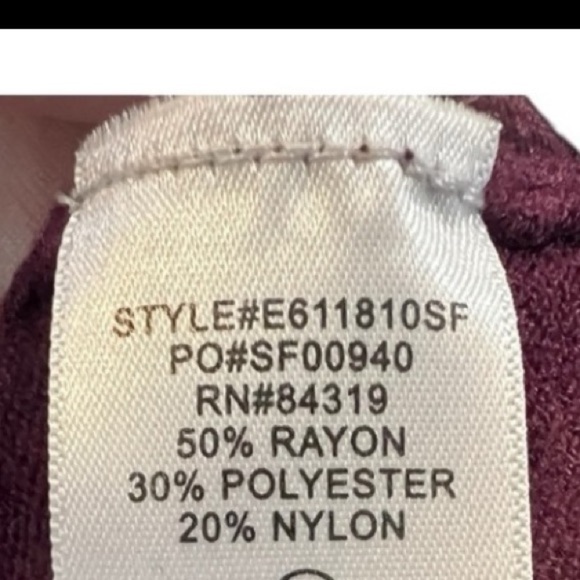 STYLE#E611810SF
PO#SF00940
RN#84319
50% RAYON
30% POLYESTER
20% NYLON